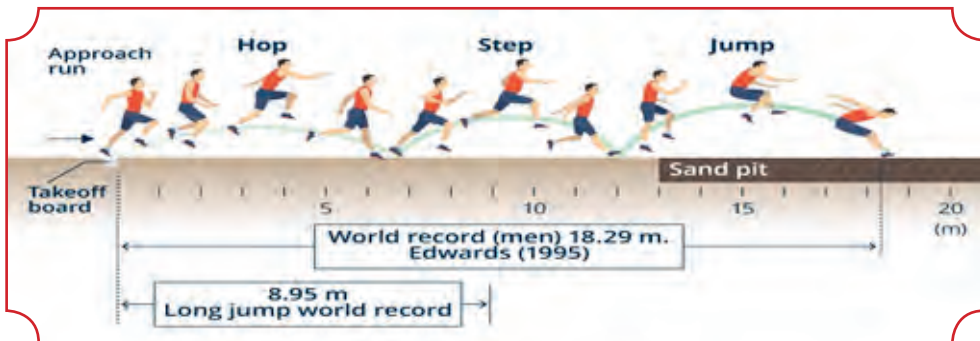 Hop Step Jump
Approach
run
Sand pit
Takeoff
board
5 10 15 20
(m)
World record (men) 18.29 m.
Edwards (1995)
8.95 m
Long jump world record